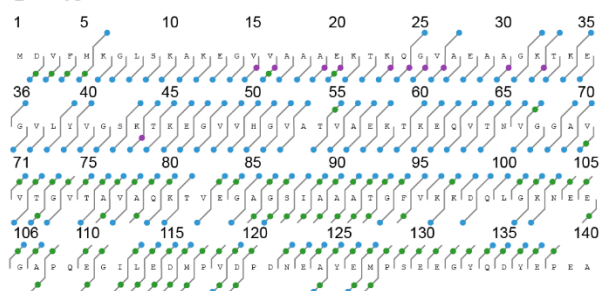 1 5 10 15 20 25 30 35
M D V F M K G L S K A K E G V V A A A E K T K Q G V A E A A G K T K E
36 40 45 50 55 60 65 70
G V L Y V G S K T K E G V V H G V A T V A E K T K E Q V T N V G G A V
71 75 80 85 90 95 100 105
V T G V T A V A Q K T V E G A G S I A A A T G F V K K D Q L G K N E E
106 110 115 120 125 130 135 140
G A P Q E G I L E D M P V D P D N E A Y E M P S E E G Y Q D Y E P E A